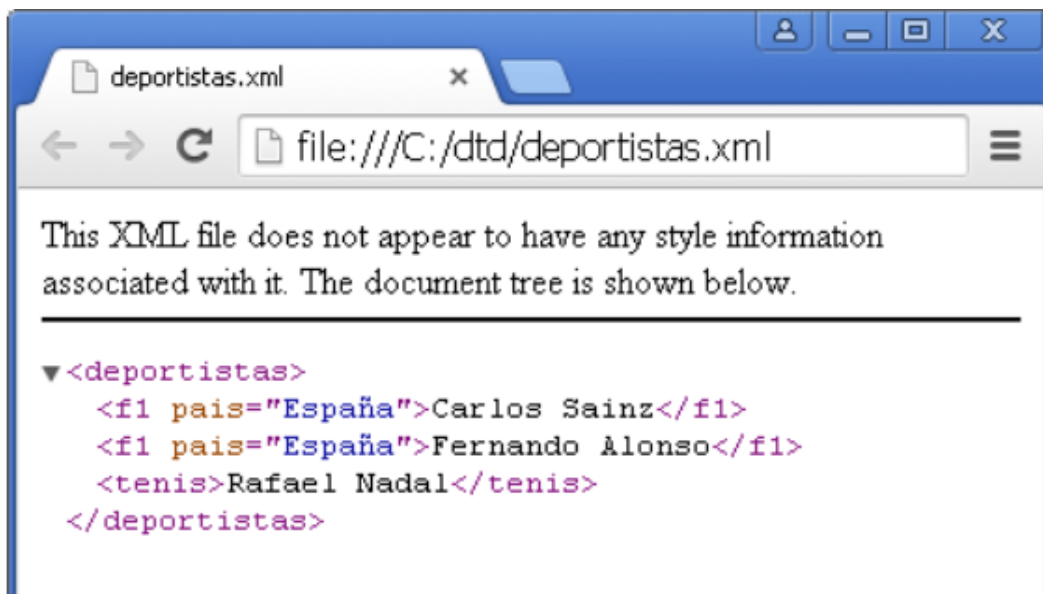 deportistas.xml
file:///C:/dtd/deportistas.xml
This XML file does not appear to have any style information
associated with it. The document tree is shown below.
<deportistas>
<f1 pais="España">Carlos Sainz</f1>
<f1 pais="España">Fernando Alonso</f1>
<tenis>Rafael Nadal</tenis>
</deportistas>